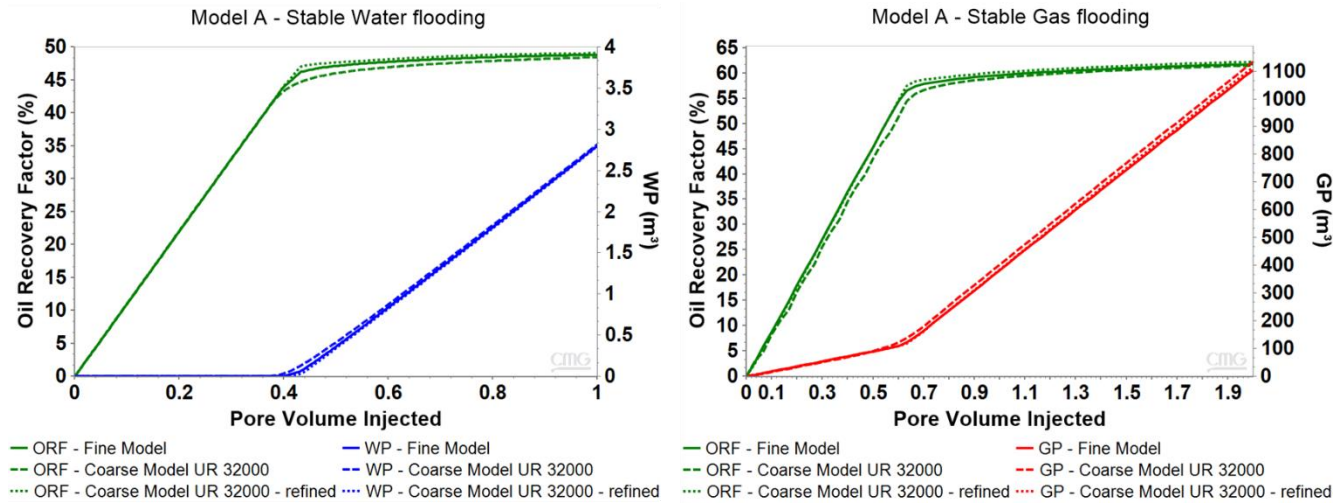 Model A - Stable Water flooding
Oil Recovery Factor (%)
50
45
40
35
30
25
20
15
10
5
0
4
3.5
3
2.5
2
1.5
1
0.5
0
WP (m³)
CMG
0 0.2 0.4 0.6 0.8 1
Pore Volume Injected
ORF - Fine Model WP - Fine Model
ORF - Coarse Model UR 32000 WP - Coarse Model UR 32000
ORF - Coarse Model UR 32000 - refined WP - Coarse Model UR 32000 - refined
Model A - Stable Gas flooding
Oil Recovery Factor (%)
65
60
55
50
45
40
35
30
25
20
15
10
5
0
1100
1000
900
800
700
600
500
400
300
200
100
0
GP (m³)
CMG
0 0.1 0.3 0.5 0.7 0.9 1.1 1.3 1.5 1.7 1.9
Pore Volume Injected
ORF - Fine Model GP - Fine Model
ORF - Coarse Model UR 32000 GP - Coarse Model UR 32000
ORF - Coarse Model UR 32000 - refined GP - Coarse Model UR 32000 - refined